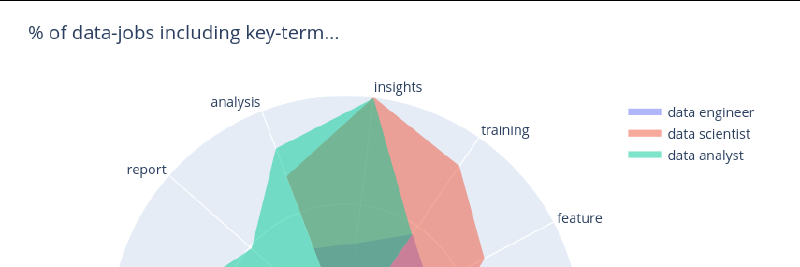 % of data-jobs including key-term...
insights
analysis
training
report
feature
data engineer
data scientist
data analyst